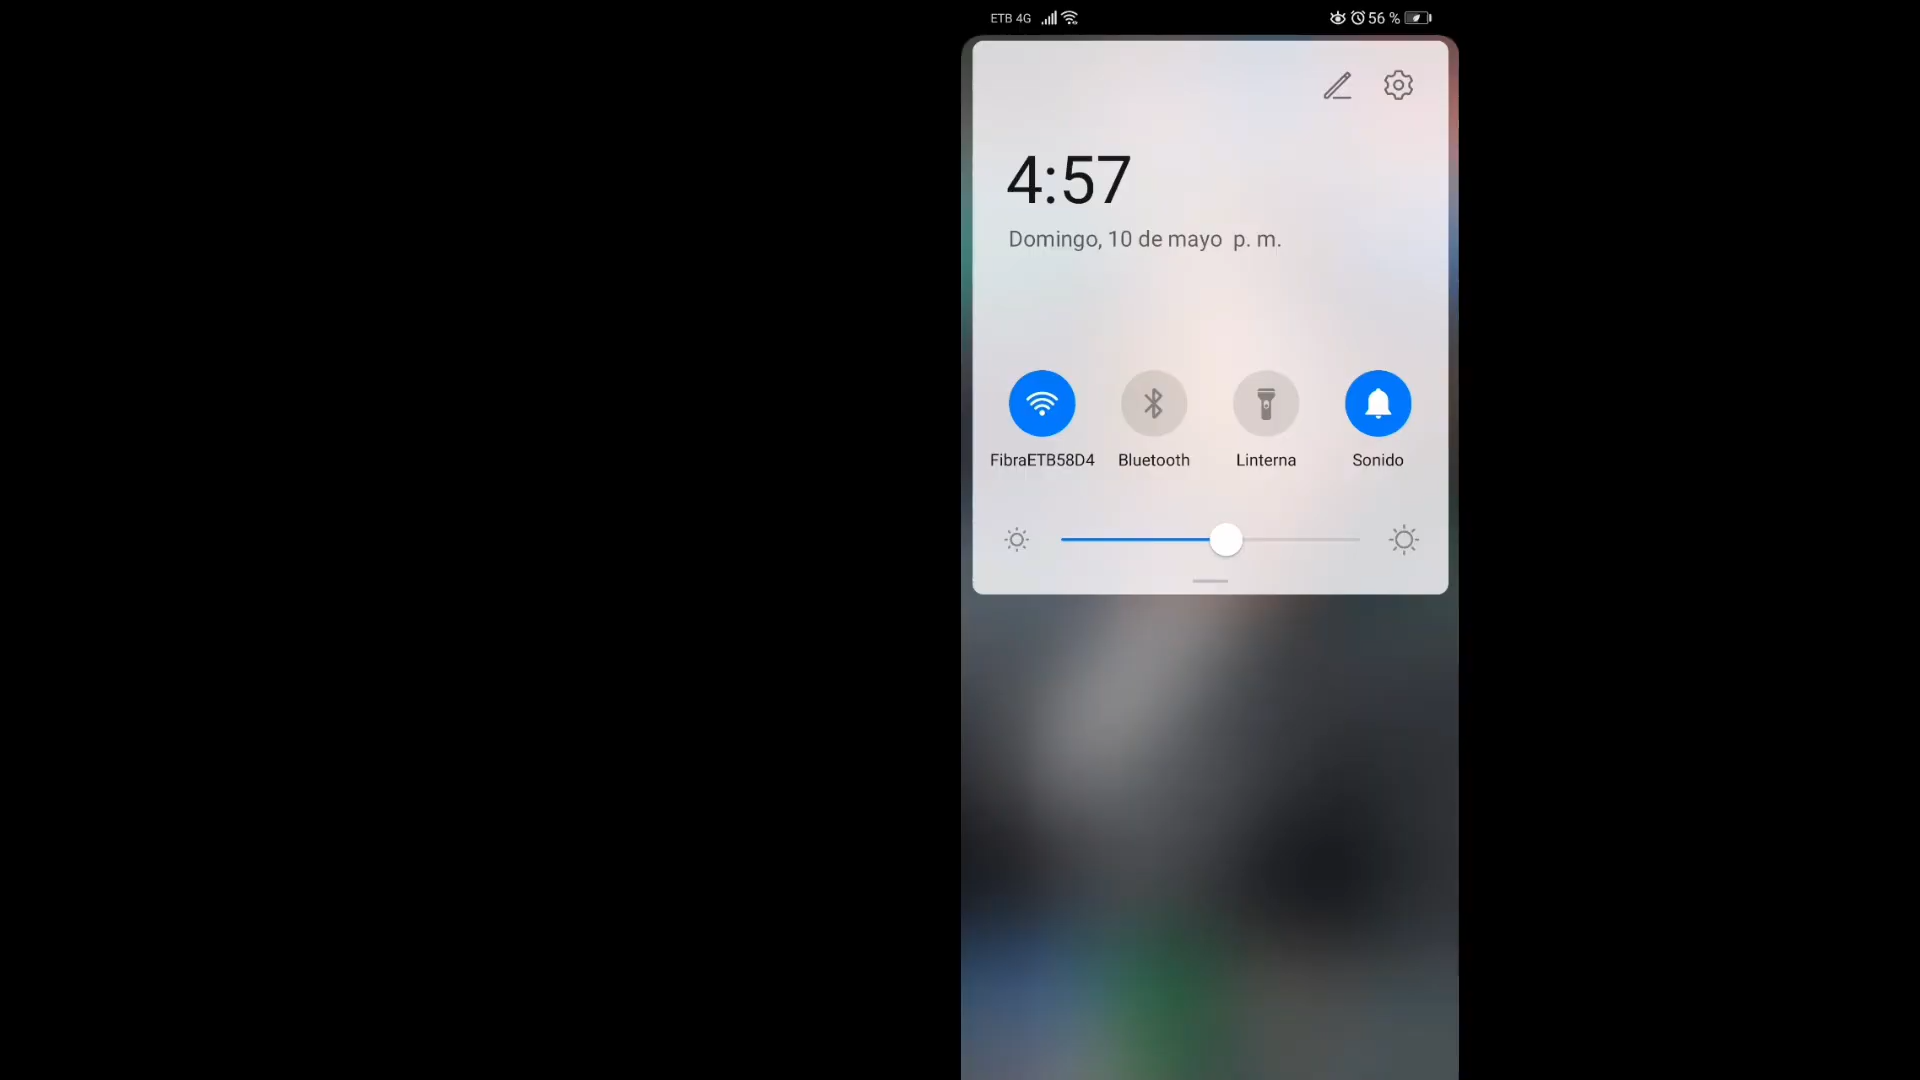 ETB 4G
56 %
4:57
Domingo, 10 de mayo p. m.
FibraETB58D4
Bluetooth
Linterna
Sonido